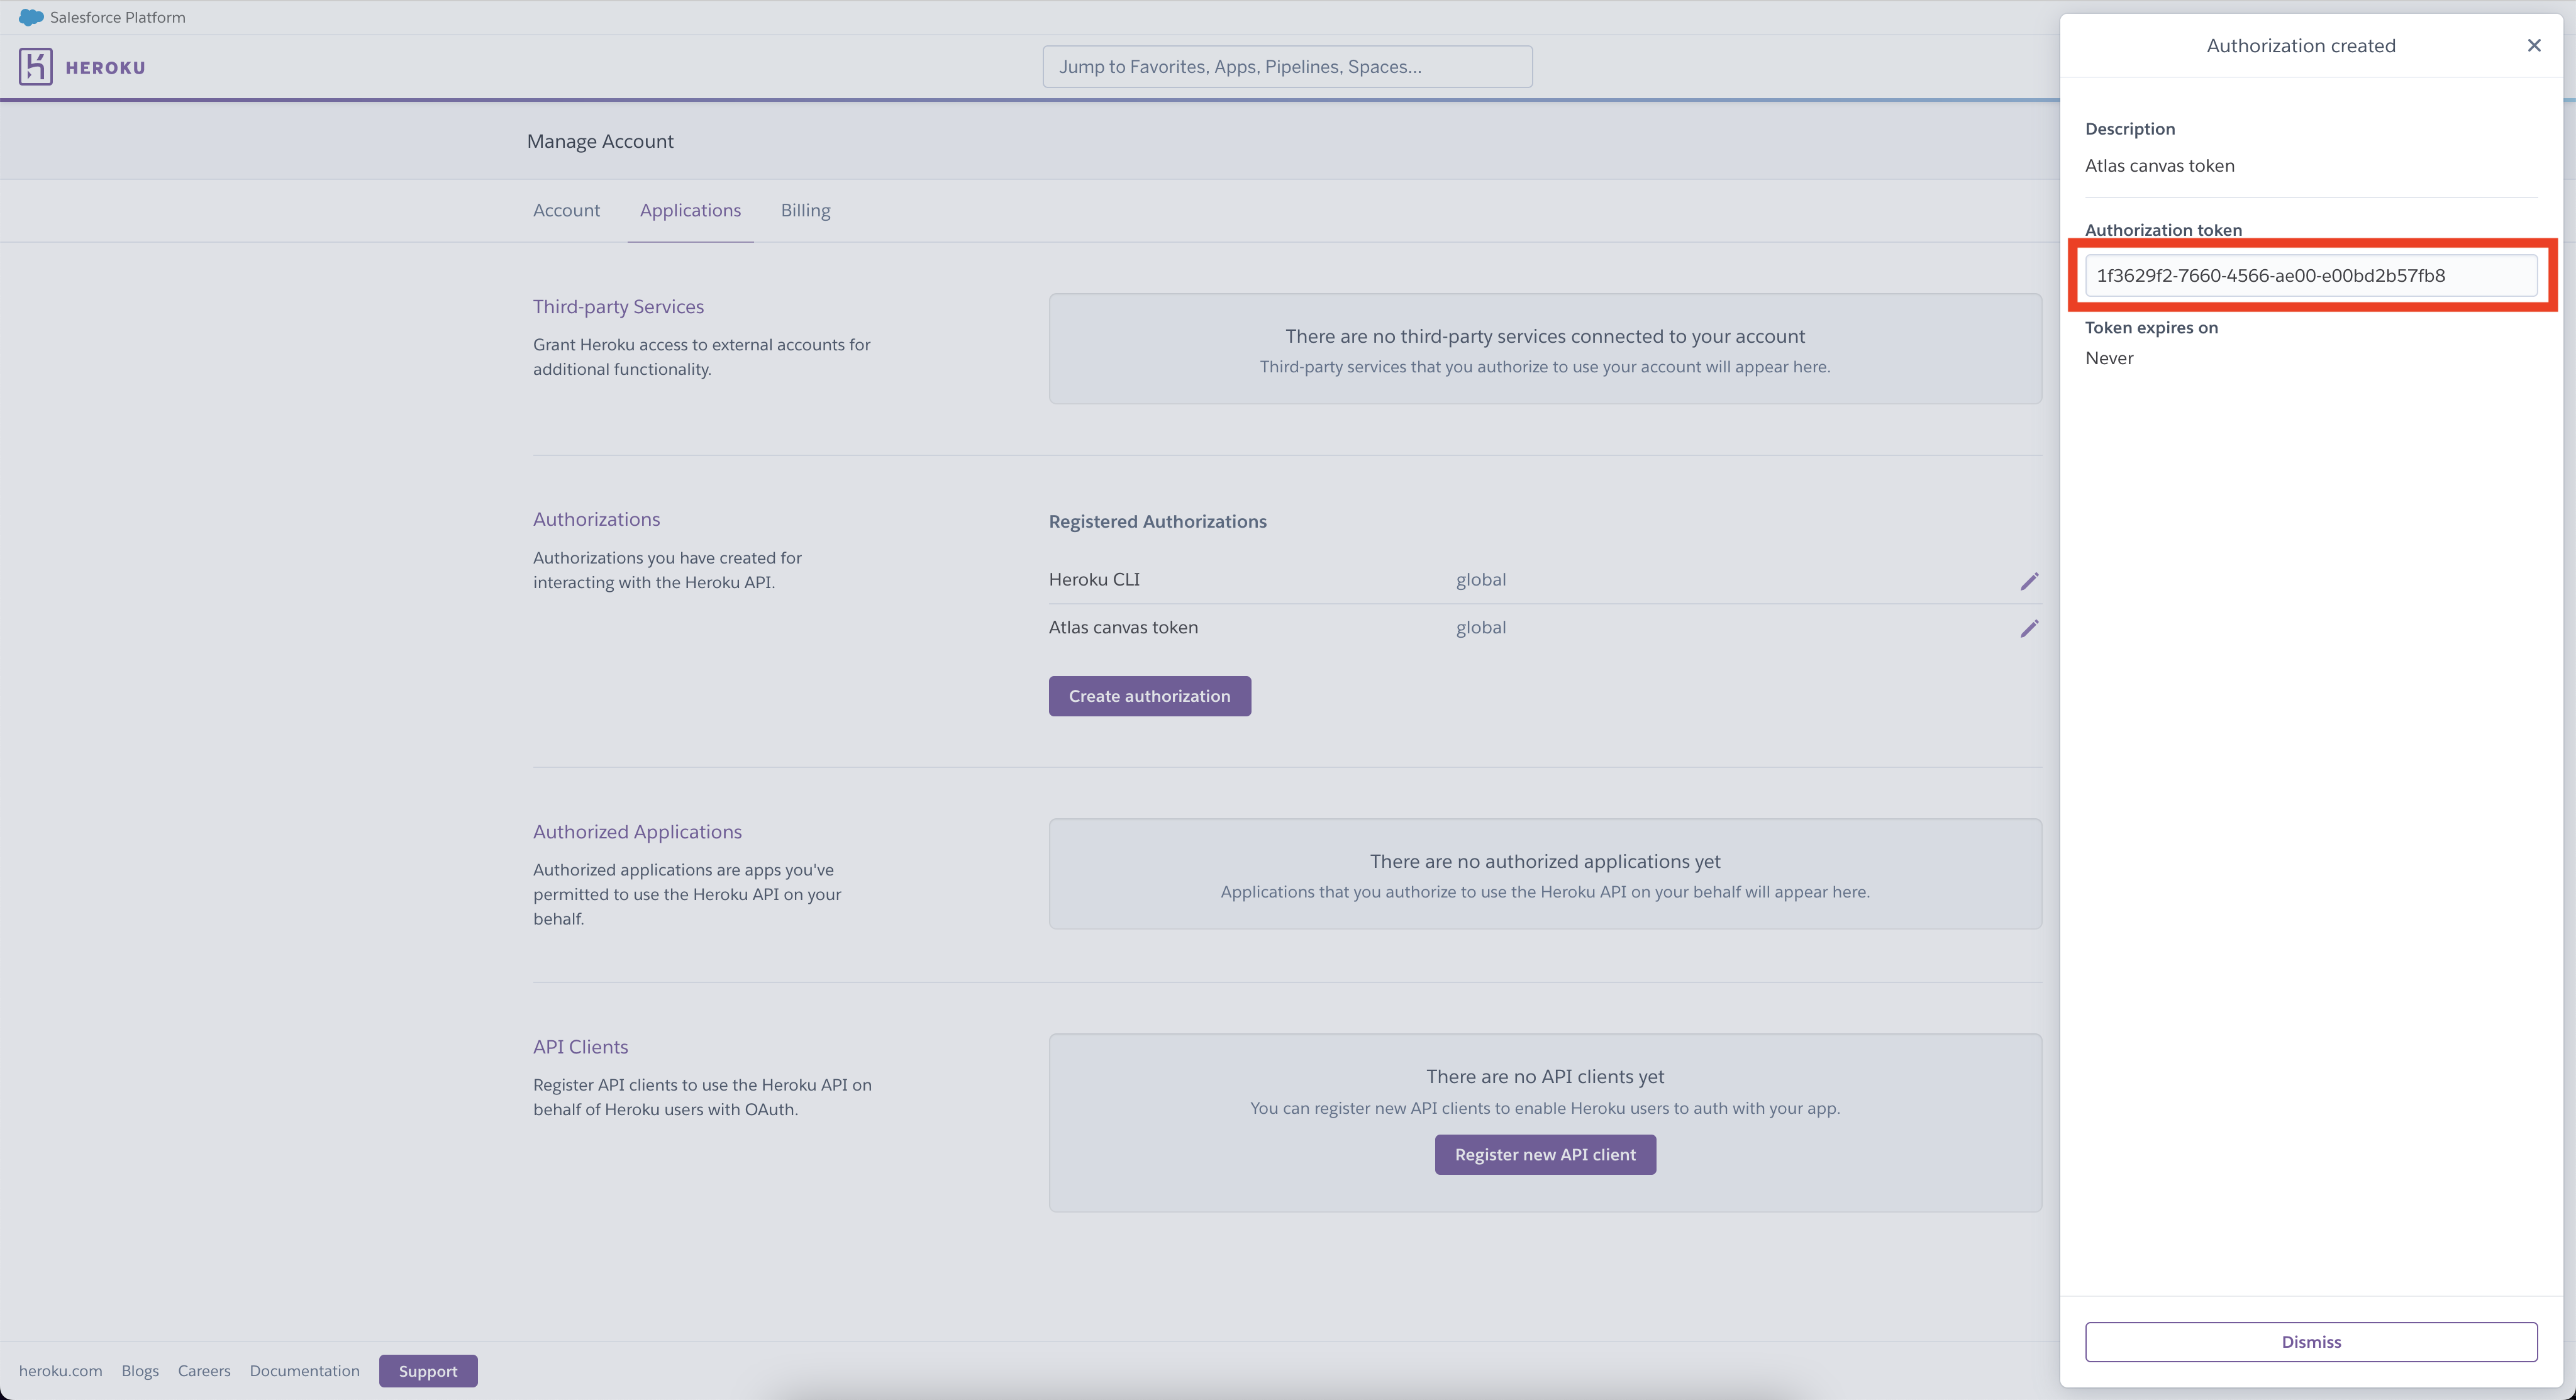 Salesforce Platform
HEROKU
Jump to Favorites, Apps, Pipelines, Spaces...
Manage Account
Account
Applications
Billing
Third-party Services
Grant Heroku access to external accounts for
additional functionality.
There are no third-party services connected to your account
Third-party services that you authorize to use your account will appear here.
Authorizations
Authorizations you have created for
interacting with the Heroku API.
Registered Authorizations
Heroku CLI
global
Atlas canvas token
global
Create authorization
Authorized Applications
Authorized applications are apps you've
permitted to use the Heroku API on your
behalf.
There are no authorized applications yet
Applications that you authorize to use the Heroku API on your behalf will appear here.
API Clients
Register API clients to use the Heroku API on
behalf of Heroku users with OAuth.
There are no API clients yet
You can register new API clients to enable Heroku users to auth with your app.
Register new API client
heroku.com
Blogs
Careers
Documentation
Support
Authorization created
Description
Atlas canvas token
Authorization token
1f3629f2-7660-4566-ae00-e00bd2b57fb8
Token expires on
Never
Dismiss